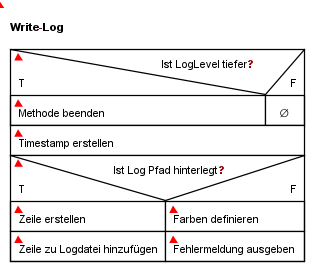 Write-Log
Ist LogLevel tiefer?
T F
Methode beenden Ø
Timestamp erstellen
Ist Log Pfad hinterlegt?
T F
Zeile erstellen Farben definieren
Zeile zu Logdatei hinzufügen Fehlermeldung ausgeben